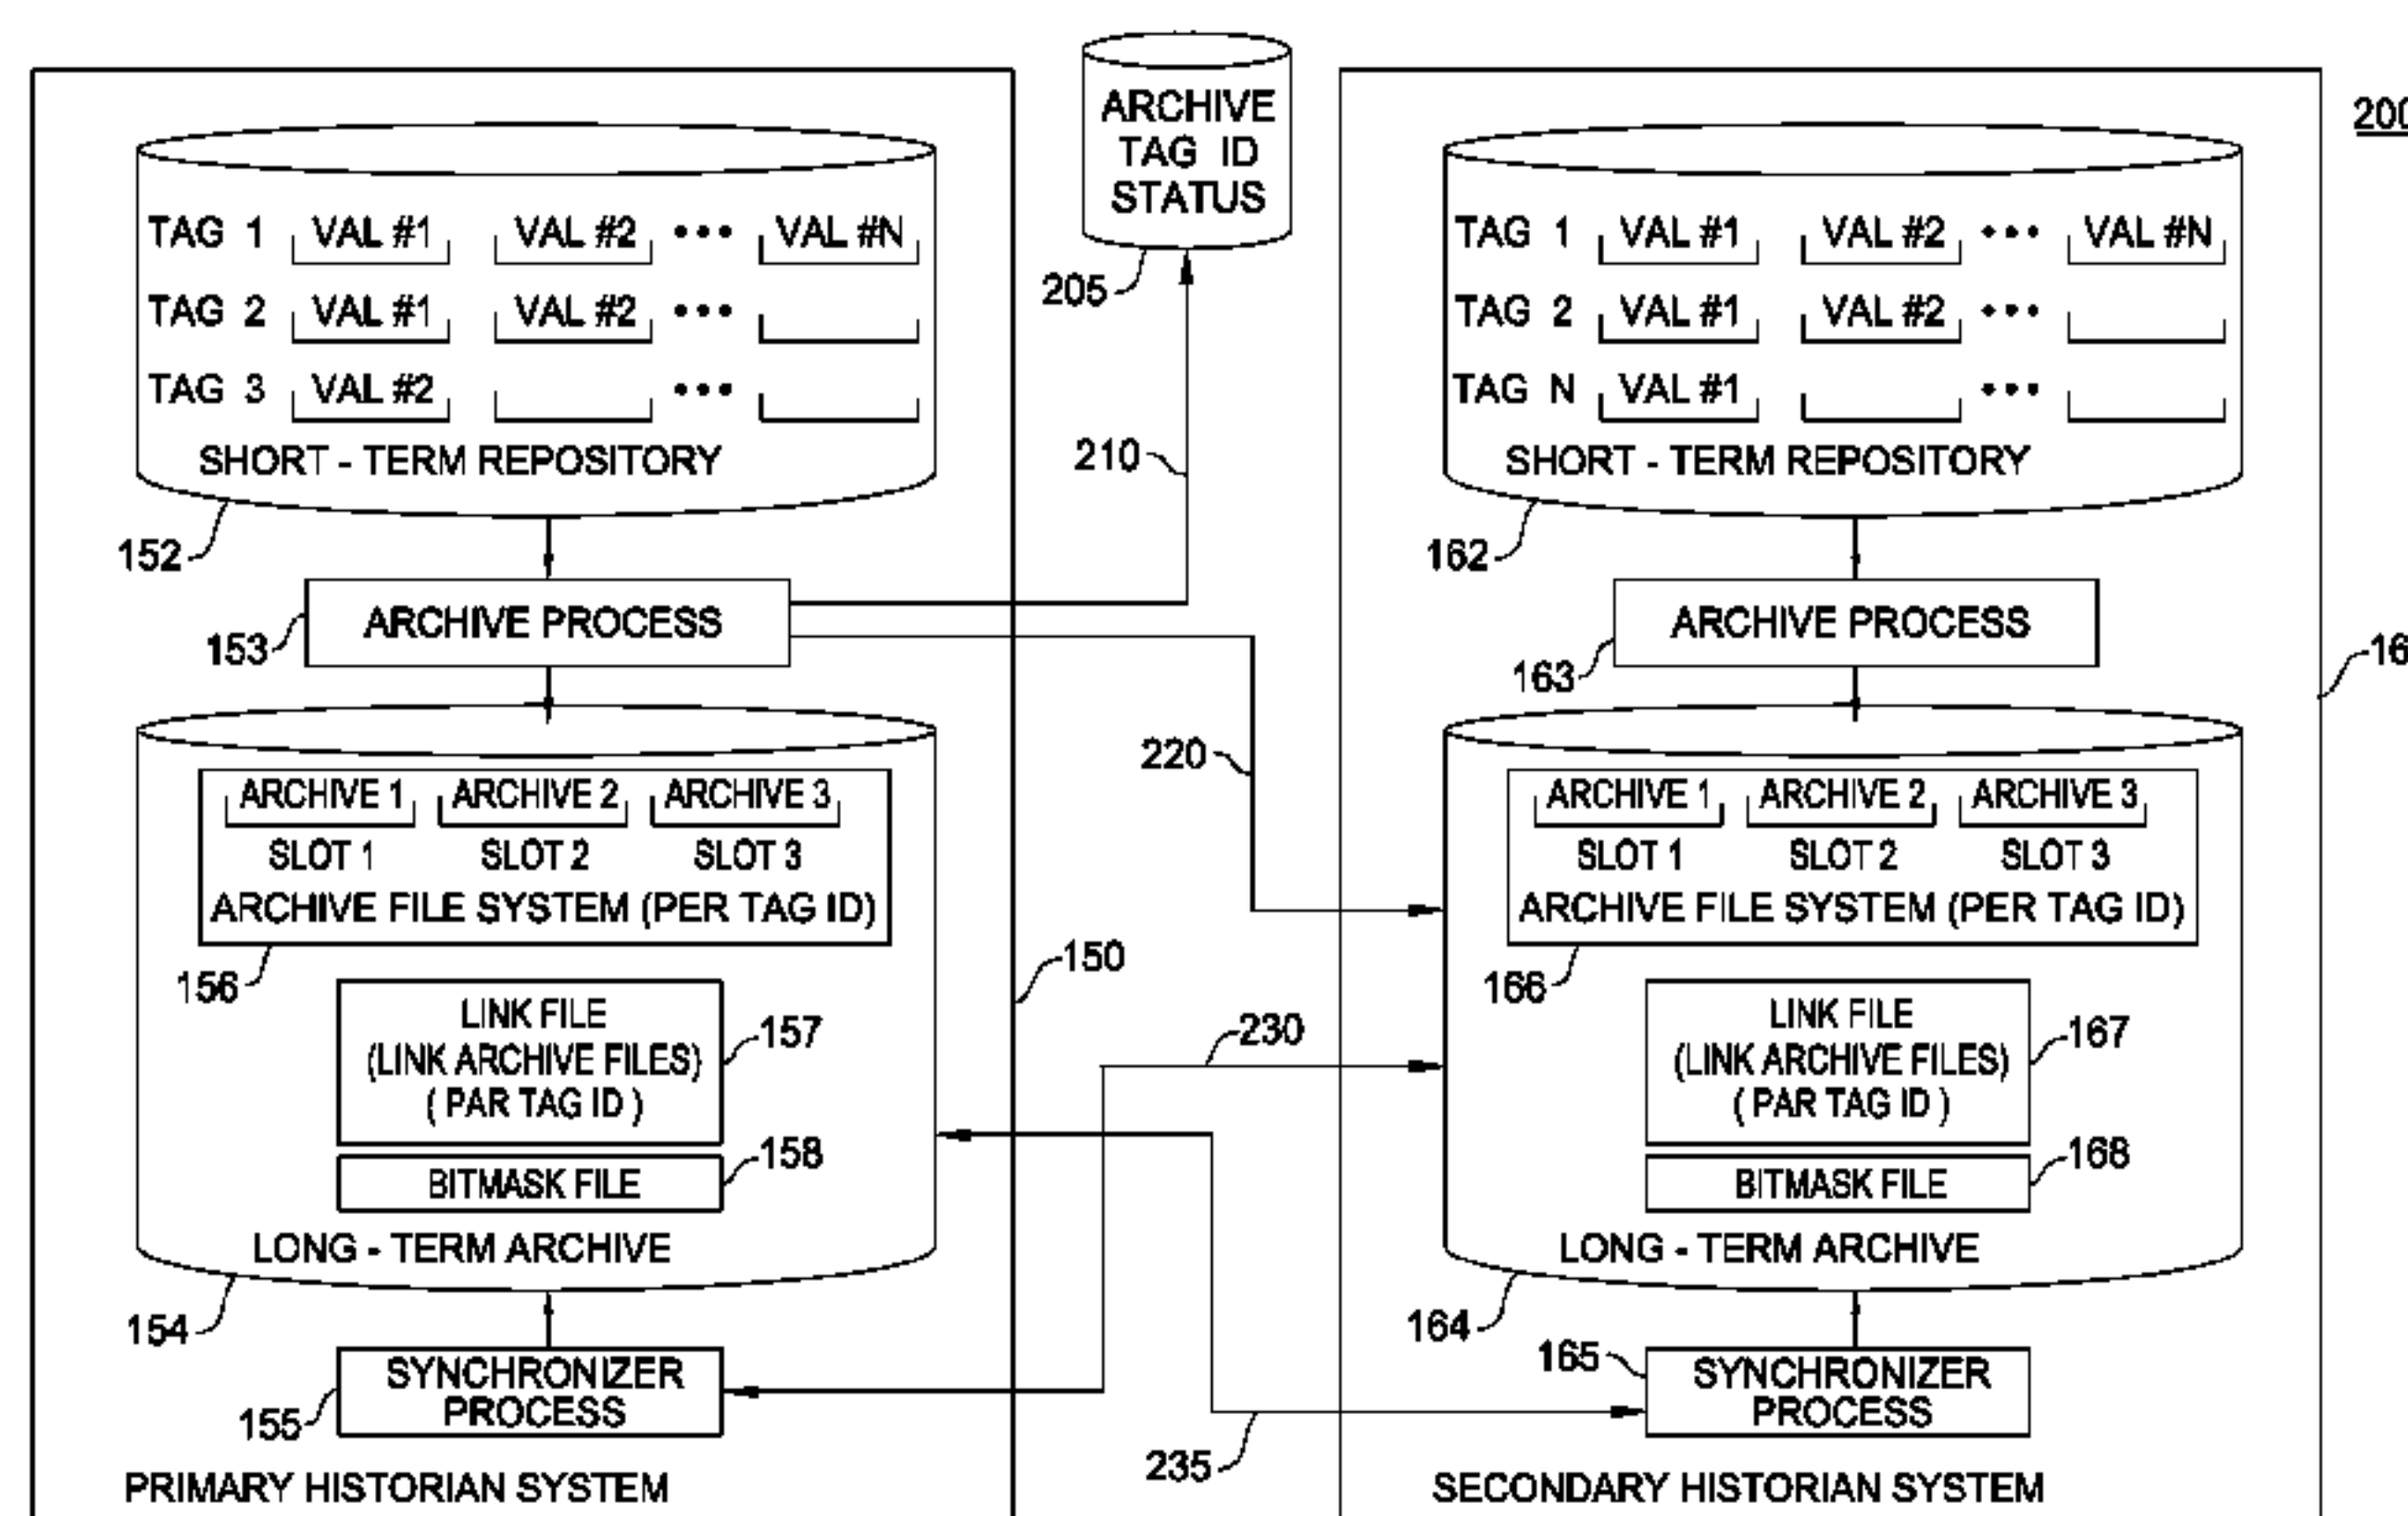 ARCHIVE
TAG ID
STATUS
205
210
200
TAG 1 VAL #1 VAL #2 ••• VAL #N
TAG 2 VAL #1 VAL #2 •••
TAG 3 VAL #2 •••
SHORT - TERM REPOSITORY
152
ARCHIVE PROCESS
153
ARCHIVE 1 ARCHIVE 2 ARCHIVE 3
SLOT 1 SLOT 2 SLOT 3
ARCHIVE FILE SYSTEM (PER TAG ID)
156
LINK FILE
(LINK ARCHIVE FILES)
( PAR TAG ID )
157
BITMASK FILE
158
LONG - TERM ARCHIVE
154
SYNCHRONIZER
PROCESS
155
PRIMARY HISTORIAN SYSTEM
150
220
230
235
TAG 1 VAL #1 VAL #2 ••• VAL #N
TAG 2 VAL #1 VAL #2 •••
TAG N VAL #1 •••
SHORT - TERM REPOSITORY
162
ARCHIVE PROCESS
163
16
ARCHIVE 1 ARCHIVE 2 ARCHIVE 3
SLOT 1 SLOT 2 SLOT 3
ARCHIVE FILE SYSTEM (PER TAG ID)
166
LINK FILE
(LINK ARCHIVE FILES)
( PAR TAG ID )
167
BITMASK FILE
168
LONG - TERM ARCHIVE
164
165
SYNCHRONIZER
PROCESS
SECONDARY HISTORIAN SYSTEM